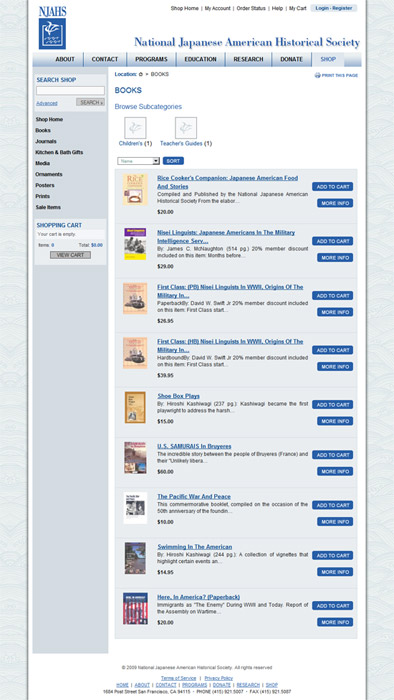 NJAHS
Shop Home | My Account | Order Status | Help | My Cart Login - Register
National Japanese American Historical Society
ABOUT CONTACT PROGRAMS EDUCATION RESEARCH DONATE SHOP
SEARCH SHOP
Advanced SEARCH »
Shop Home
Books
Journals
Kitchen & Bath Gifts
Media
Ornaments
Posters
Prints
Sale Items
SHOPPING CART
Your cart is empty.
Items: 0 Total: $0.00
VIEW CART
Location: » BOOKS PRINT THIS PAGE
BOOKS
Browse Subcategories
Children's (1) Teacher's Guides (1)
Name SORT
Rice Cooker's Companion: Japanese American Food
And Stories
Compiled and Published by the National Japanese American
Historical Society From the elabor...
$20.00
ADD TO CART
MORE INFO
Nisei Linguists: Japanese Americans In The Military
Intelligence Serv...
By: James C. McNaughton (514 pg.) 20% member discount
included on this item: Months before...
$29.00
ADD TO CART
MORE INFO
First Class: (PB) Nisei Linguists In WWII, Origins Of The
Military In...
PaperbackBy: David W. Swift Jr 20% member discount included
on this item: First Class start...
$26.95
ADD TO CART
MORE INFO
First Class: (HB) Nisei Linguists In WWII, Origins Of The
Military In...
HardboundBy: David W. Swift Jr 20% member discount included
on this item: First Class start...
$39.95
ADD TO CART
MORE INFO
Shoe Box Plays
By: Hiroshi Kashiwagi (237 pg.): Kashiwagi became the first
playwright to address the harsh...
$15.00
ADD TO CART
MORE INFO
U.S. SAMURAIS In Bruyeres
The incredible story between the people of Bruyeres (France) and
their "Unlikely libera...
$60.00
ADD TO CART
MORE INFO
The Pacific War And Peace
This commemorative booklet, compiled on the occasion of the
50th anniversary of the foundin...
$10.00
ADD TO CART
MORE INFO
Swimming In The American
By: Hiroshi Kashiwagi (244 pg.): A collection of vignettes that
highlight certain events an...
$14.95
ADD TO CART
MORE INFO
Here, In America? (Paperback)
Immigrants as "The Enemy" During WWII and Today. Report of
the Assembly on Wartime...
$20.00
ADD TO CART
MORE INFO
© 2009 National Japanese American Historical Society. All rights reserved.
Terms of Service | Privacy Policy
HOME | ABOUT | CONTACT | PROGRAMS | DONATE | RESEARCH | SHOP
1684 Post Street San Francisco, CA 94115 - PHONE (415) 921.5007 - FAX (415) 921.5087